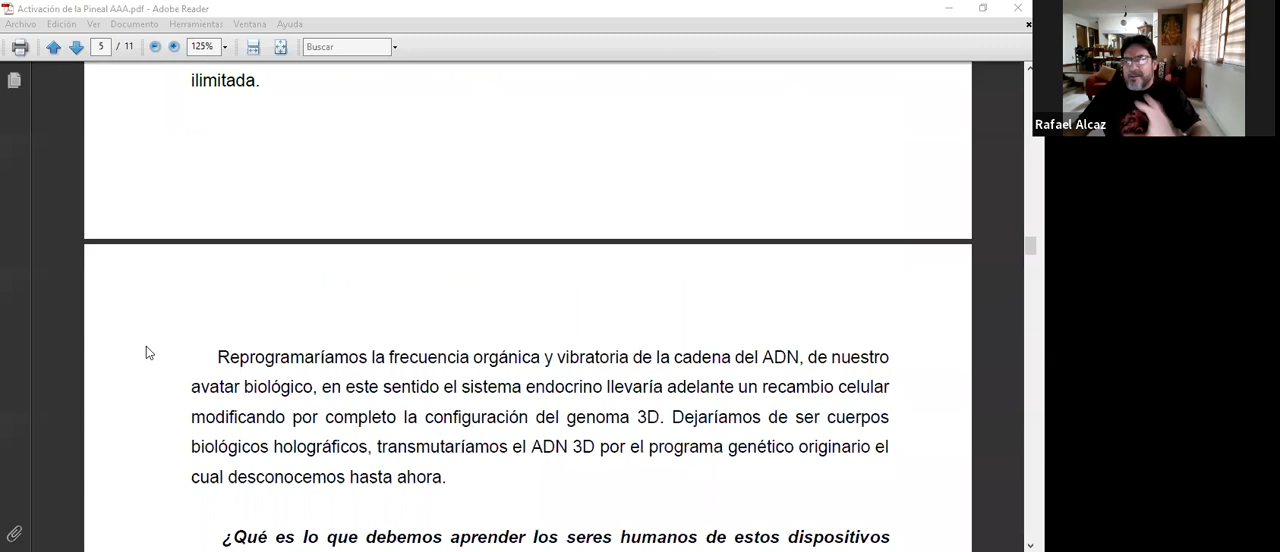 Activación de la Pineal AAA.pdf - Adobe Reader
Archivo Edición Ver Documento Herramientas Ventana Ayuda
5 / 11 125% Buscar
ilimitada.
Rafael Alcaz
Reprogramaríamos la frecuencia orgánica y vibratoria de la cadena del ADN, de nuestro
avatar biológico, en este sentido el sistema endocrino llevaría adelante un recambio celular
modificando por completo la configuración del genoma 3D. Dejaríamos de ser cuerpos
biológicos holográficos, transmutaríamos el ADN 3D por el programa genético originario el
cual desconocemos hasta ahora.
¿Qué es lo que debemos aprender los seres humanos de estos dispositivos